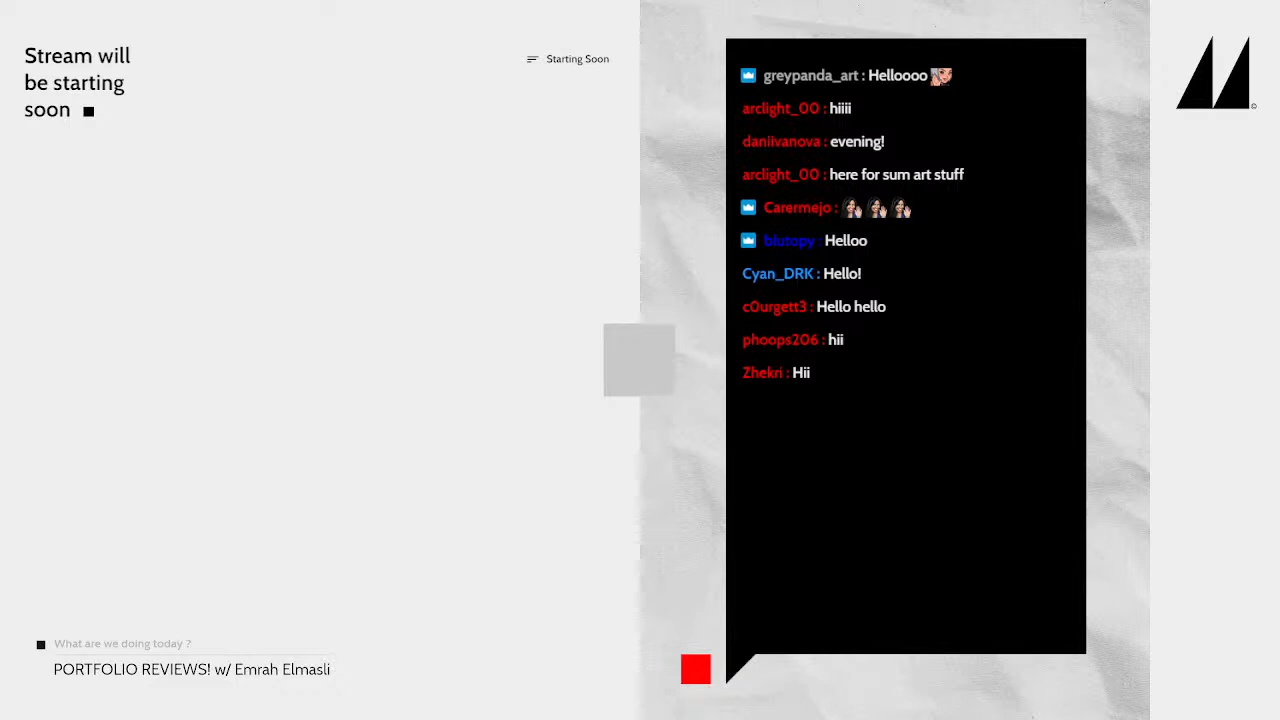 Stream will
be starting
soon
Starting Soon
greypanda_art : Helloooo
arclight_00 : hiiii
daniivanova : evening!
arclight_00 : here for sum art stuff
Carermejo :
blutopy : Helloo
Cyan_DRK : Hello!
c0urgett3 : Hello hello
phoops206 : hii
Zhekri : Hii
What are we doing today ?
PORTFOLIO REVIEWS! w/ Emrah Elmasli
©